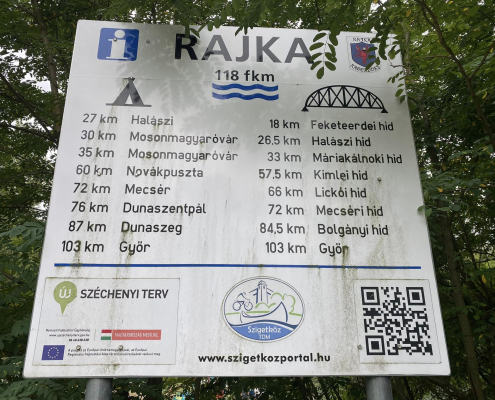 RAJKA
118 fkm
27 km Halászi
30 km Mosonmagyaróvár
35 km Mosonmagyaróvár
60 km Novákpuszta
72 km Mecsér
76 km Dunaszentpál
87 km Dunaszeg
103 km Győr
18 km Feketeerdei híd
26,5 km Halászi híd
33 km Máriakálnoki híd
57,5 km Kimlei híd
66 km Lickói híd
72 km Mecséri híd
84,5 km Bolgányi híd
103 km Győr
SZÉCHENYI TERV
MAGYARORSZÁG MEGÚJUL
Szigetköz
TDM
www.szigetkozportal.hu